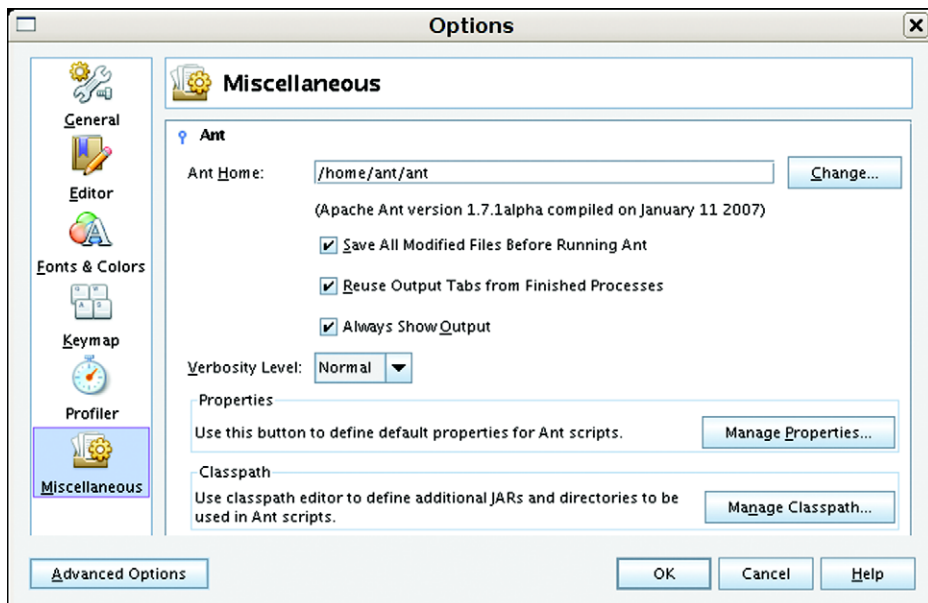 Options
General
Editor
Fonts & Colors
Keymap
Profiler
Miscellaneous
Miscellaneous
Ant
Ant Home:
/home/ant/ant
Change...
(Apache Ant version 1.7.1alpha compiled on January 11 2007)
Save All Modified Files Before Running Ant
Reuse Output Tabs from Finished Processes
Always Show Output
Verbosity Level:
Normal
Properties
Use this button to define default properties for Ant scripts.
Manage Properties...
Classpath
Use classpath editor to define additional JARs and directories to be
used in Ant scripts.
Manage Classpath...
Advanced Options
OK
Cancel
Help